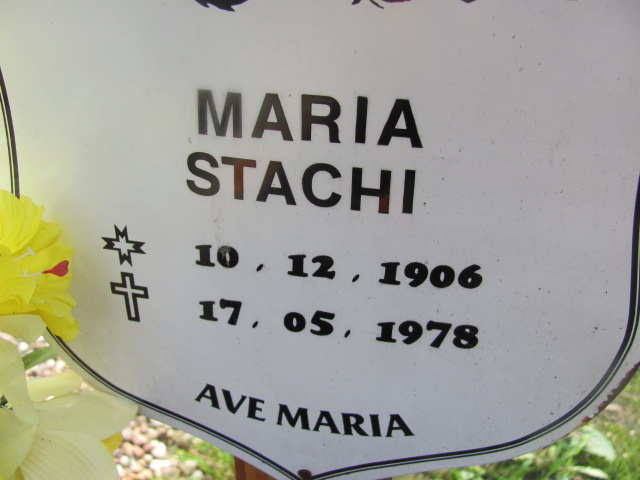 MARIA
STACHI
10 . 12 . 1906
17 . 05 . 1978
AVE MARIA